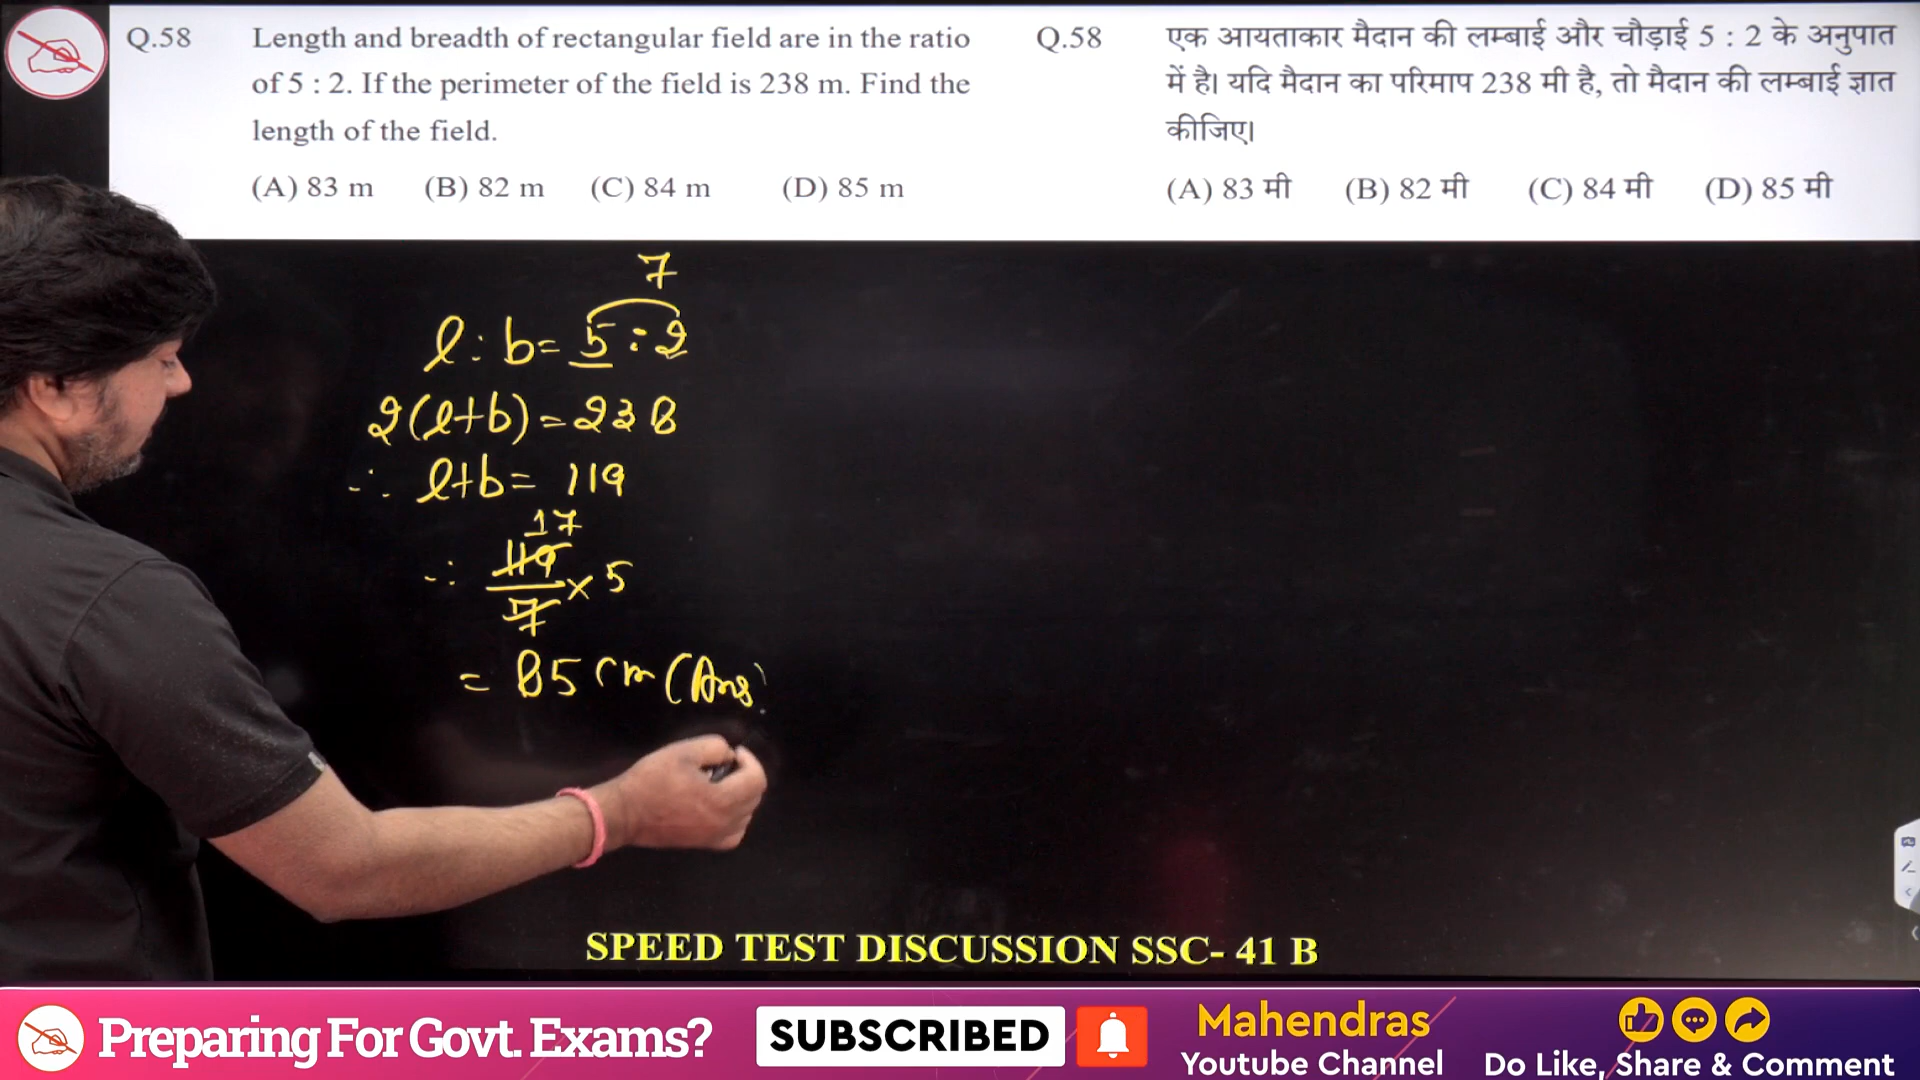 Q.58 Length and breadth of rectangular field are in the ratio
of 5 : 2. If the perimeter of the field is 238 m. Find the
length of the field.
(A) 83 m (B) 82 m (C) 84 m (D) 85 m
Q.58 एक आयताकार मैदान की लम्बाई और चौड़ाई 5 : 2 के अनुपात
में है। यदि मैदान का परिमाप 238 मी है, तो मैदान की लम्बाई ज्ञात
कीजिए।
(A) 83 मी (B) 82 मी (C) 84 मी (D) 85 मी
7
l : b = 5 : 2
2(l+b) = 238
∴ l+b = 119
17
∴ 119/7 × 5
= 85 cm (Ans)
SPEED TEST DISCUSSION SSC- 41 B
Preparing For Govt. Exams?
SUBSCRIBED
Mahendras
Youtube Channel
Do Like, Share & Comment